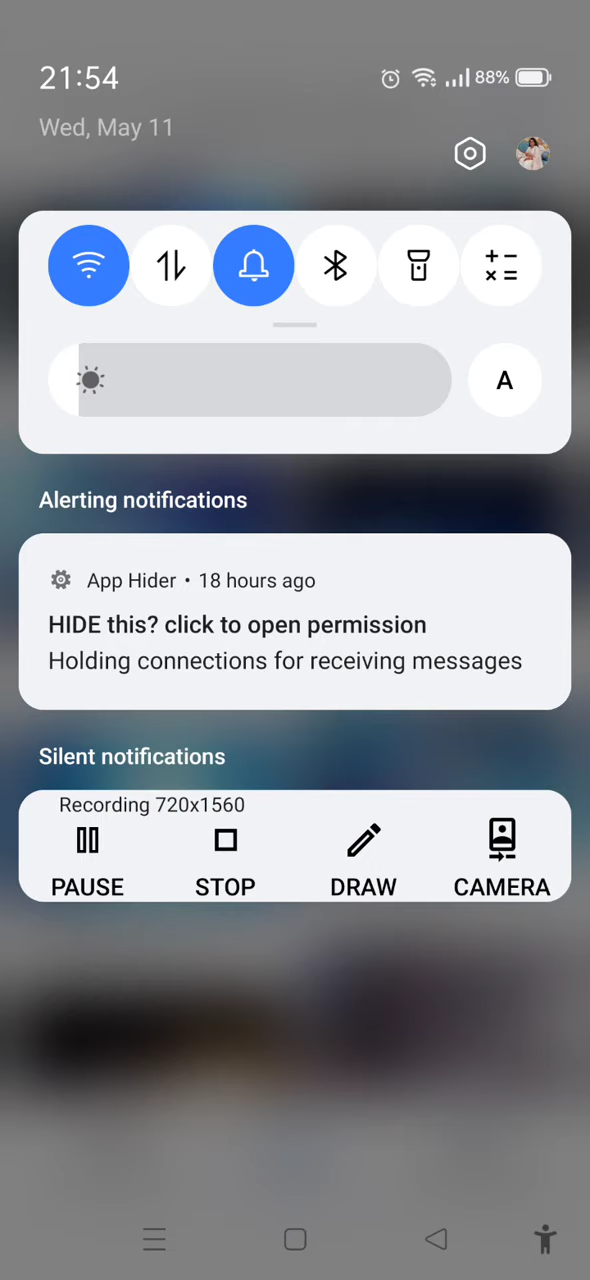 21:54
88%
Wed, May 11
A
Alerting notifications
App Hider • 18 hours ago
HIDE this? click to open permission
Holding connections for receiving messages
Silent notifications
Recording 720x1560
PAUSE STOP DRAW CAMERA